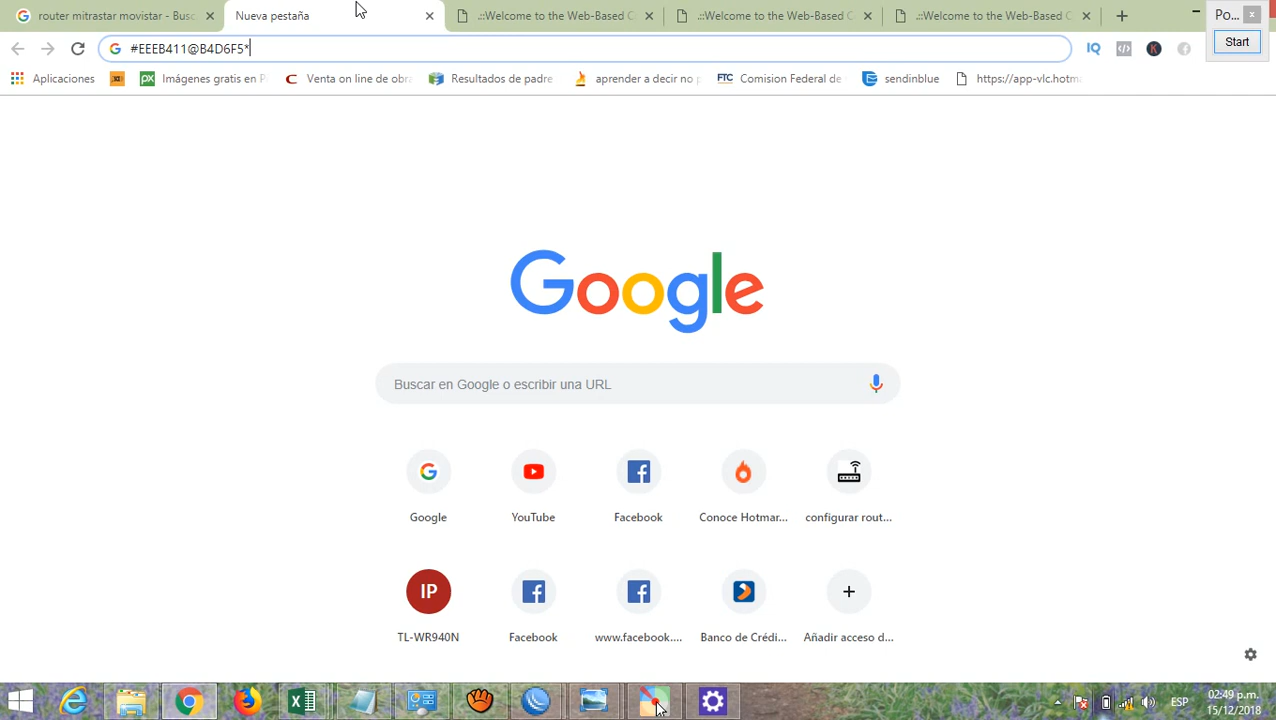 router mitrastar movistar - Busc
Nueva pestaña
.::Welcome to the Web-Based C
.::Welcome to the Web-Based C
.::Welcome to the Web-Based C
Po...
Start
#EEEB411@B4D6F5*
Aplicaciones
Imágenes gratis en P
Venta on line de obra
Resultados de padre
aprender a decir no p
FTC Comision Federal de
sendinblue
https://app-vlc.hotma
Google
Buscar en Google o escribir una URL
Google
YouTube
Facebook
Conoce Hotmar...
configurar rout...
IP
TL-WR940N
Facebook
www.facebook....
Banco de Crédi...
Añadir acceso d...
ESP
02:49 p.m.
15/12/2018